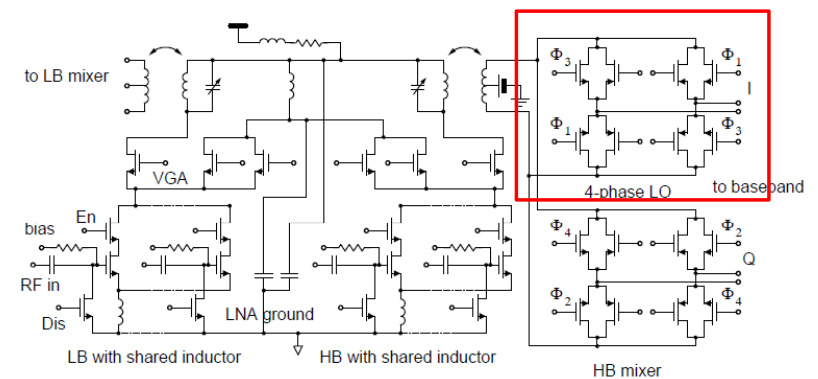 to LB mixer
Φ3
Φ1
I
Φ1
Φ3
VGA
4-phase LO
to baseband
En
bias
Φ4
Φ2
Q
RF in
Φ2
Φ4
LNA ground
Dis
LB with shared inductor
HB with shared inductor
HB mixer